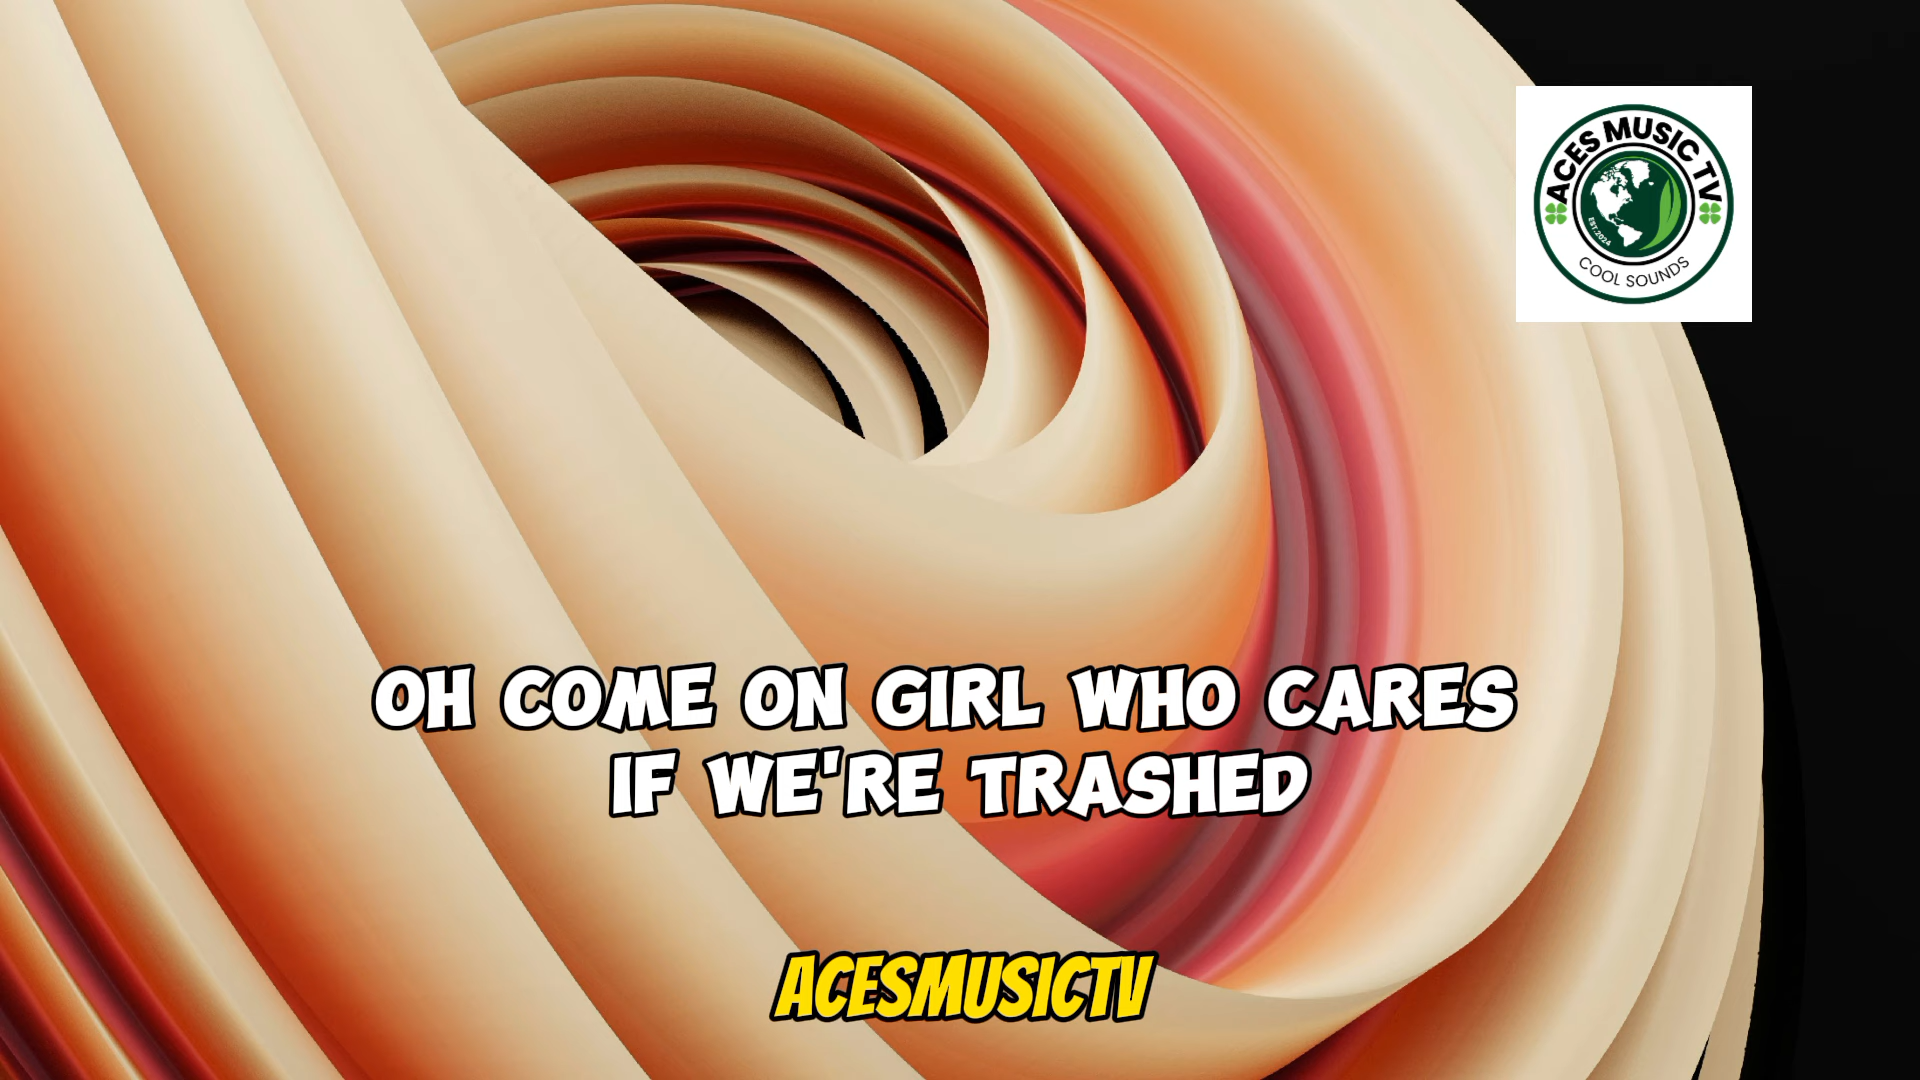 ACES MUSIC TV
EST.2024
COOL SOUNDS
OH COME ON GIRL WHO CARES
IF WE'RE TRASHED
ACESMUSICTV